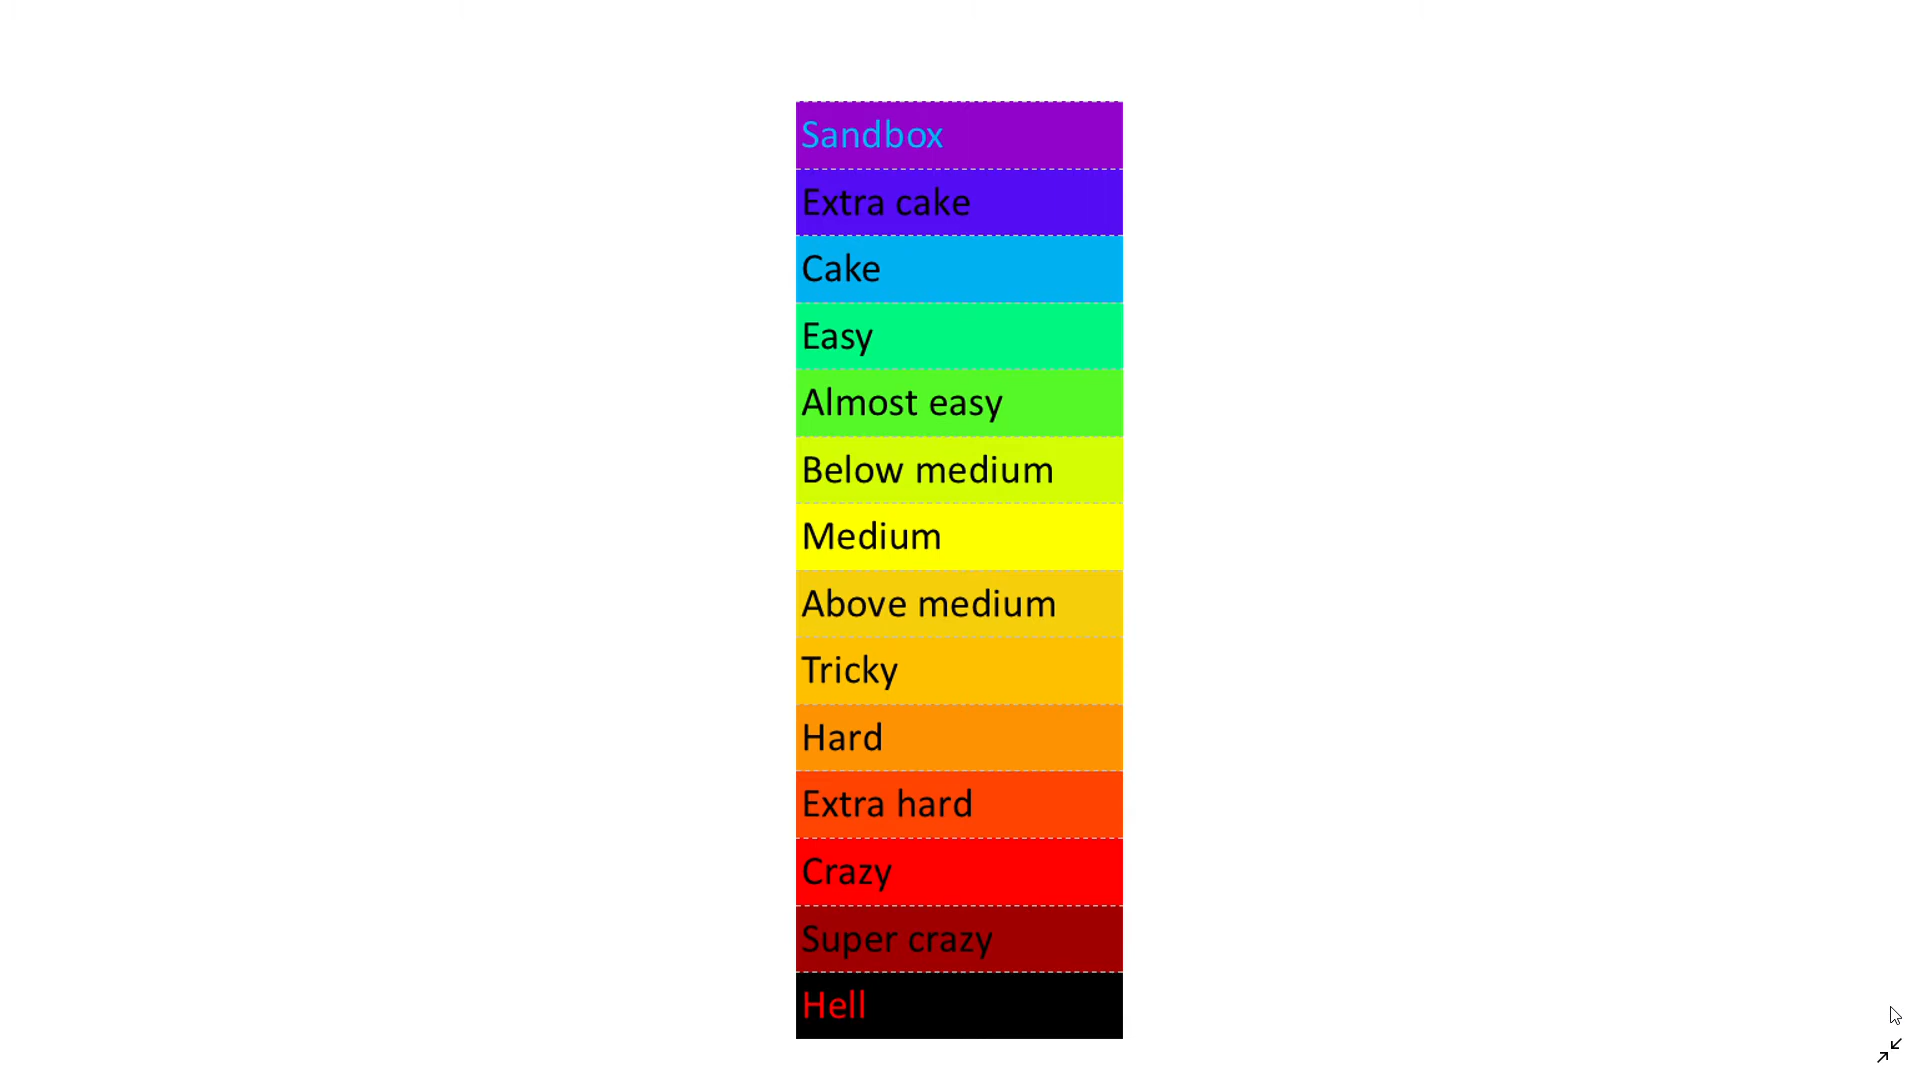 Sandbox
Extra cake
Cake
Easy
Almost easy
Below medium
Medium
Above medium
Tricky
Hard
Extra hard
Crazy
Super crazy
Hell